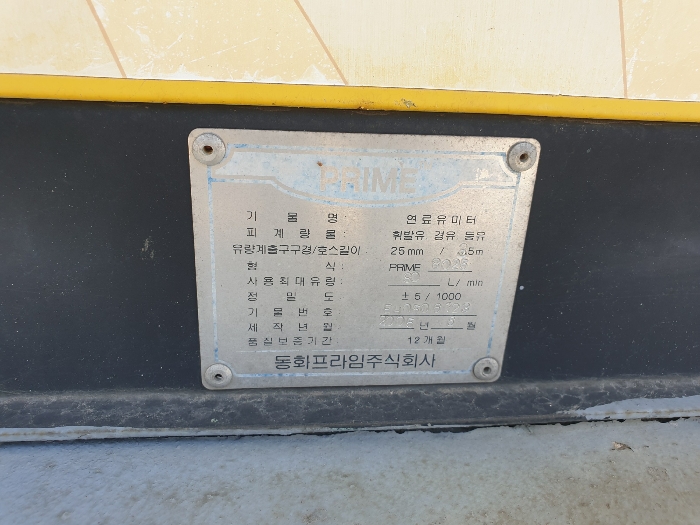 PRIME
기 물 명 : 연료유미터
피 계 량 물 : 휘발유 경유 등유
유량계출구구경/호스길이 : 25mm / 5m
형 식 : PRIME
사 용 최 대 유 량 : L / min
정 밀 도 : ± 5 / 1000
기 물 번 호 :
제 작 년 월 : 년 월
품 질 보 증 기 간 : 12개월
동화프라임주식회사